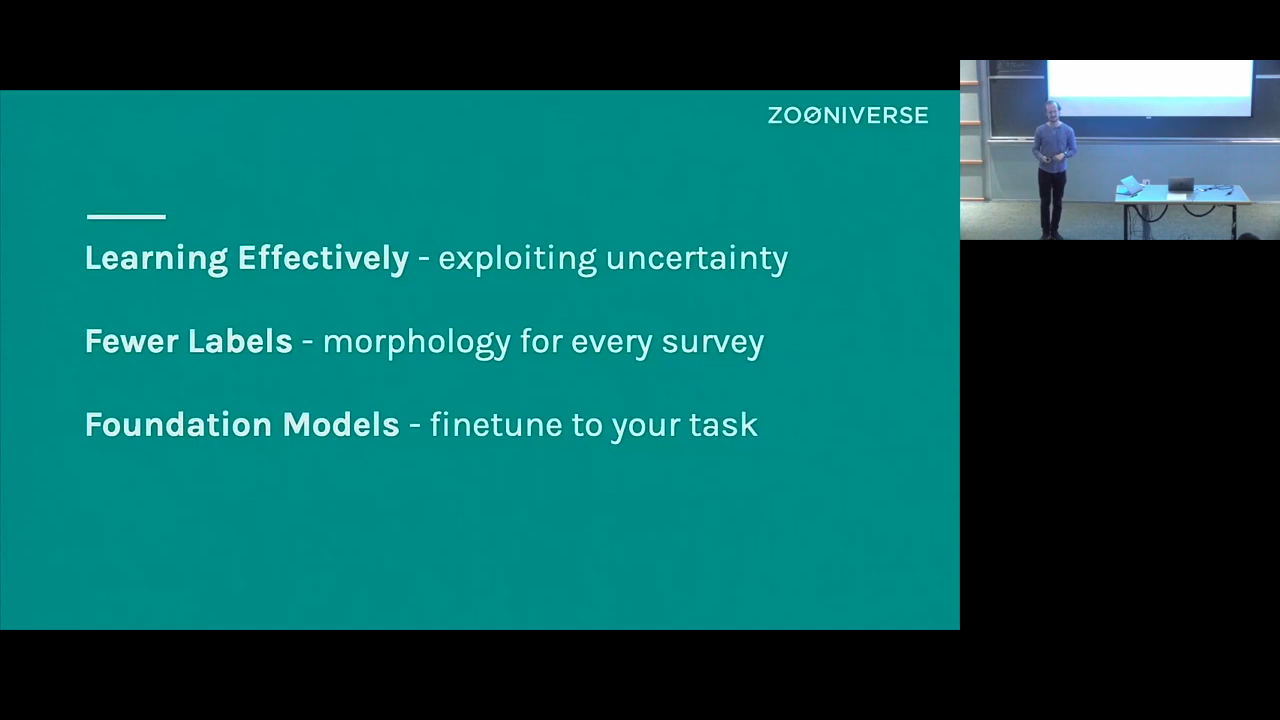 ZOØNIVERSE
Learning Effectively - exploiting uncertainty
Fewer Labels - morphology for every survey
Foundation Models - finetune to your task